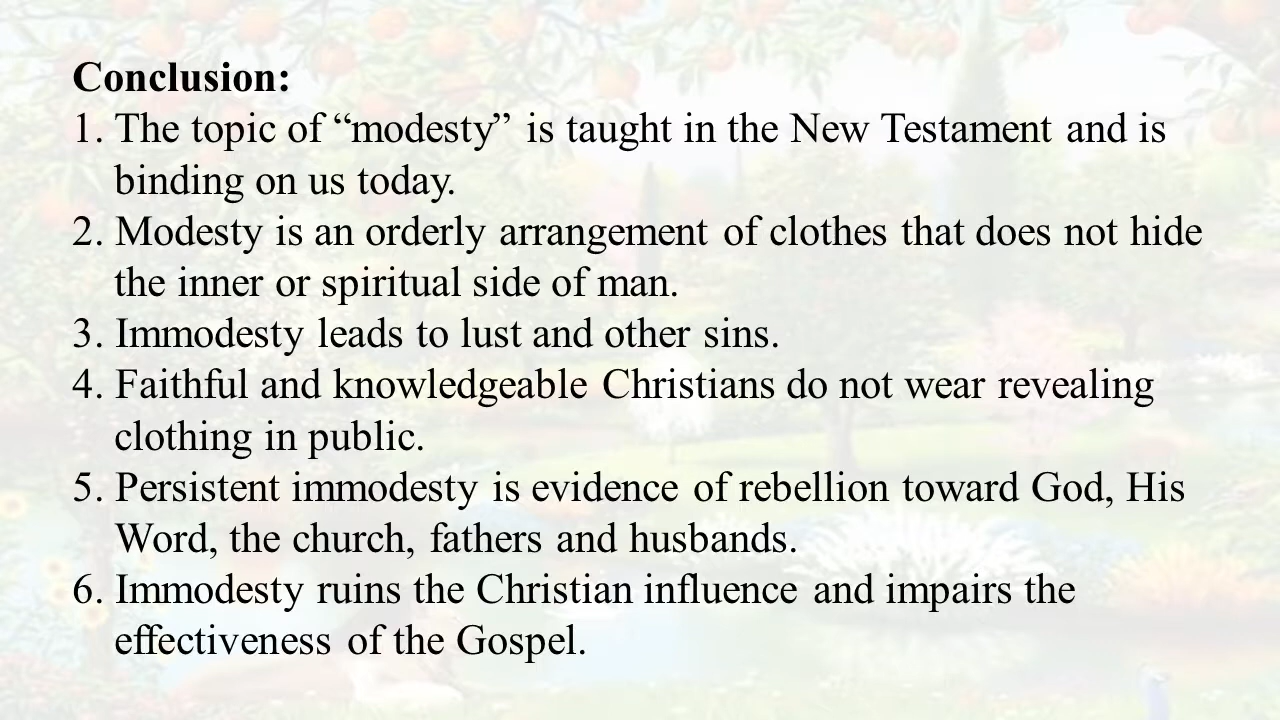 Conclusion:
1. The topic of “modesty” is taught in the New Testament and is
binding on us today.
2. Modesty is an orderly arrangement of clothes that does not hide
the inner or spiritual side of man.
3. Immodesty leads to lust and other sins.
4. Faithful and knowledgeable Christians do not wear revealing
clothing in public.
5. Persistent immodesty is evidence of rebellion toward God, His
Word, the church, fathers and husbands.
6. Immodesty ruins the Christian influence and impairs the
effectiveness of the Gospel.